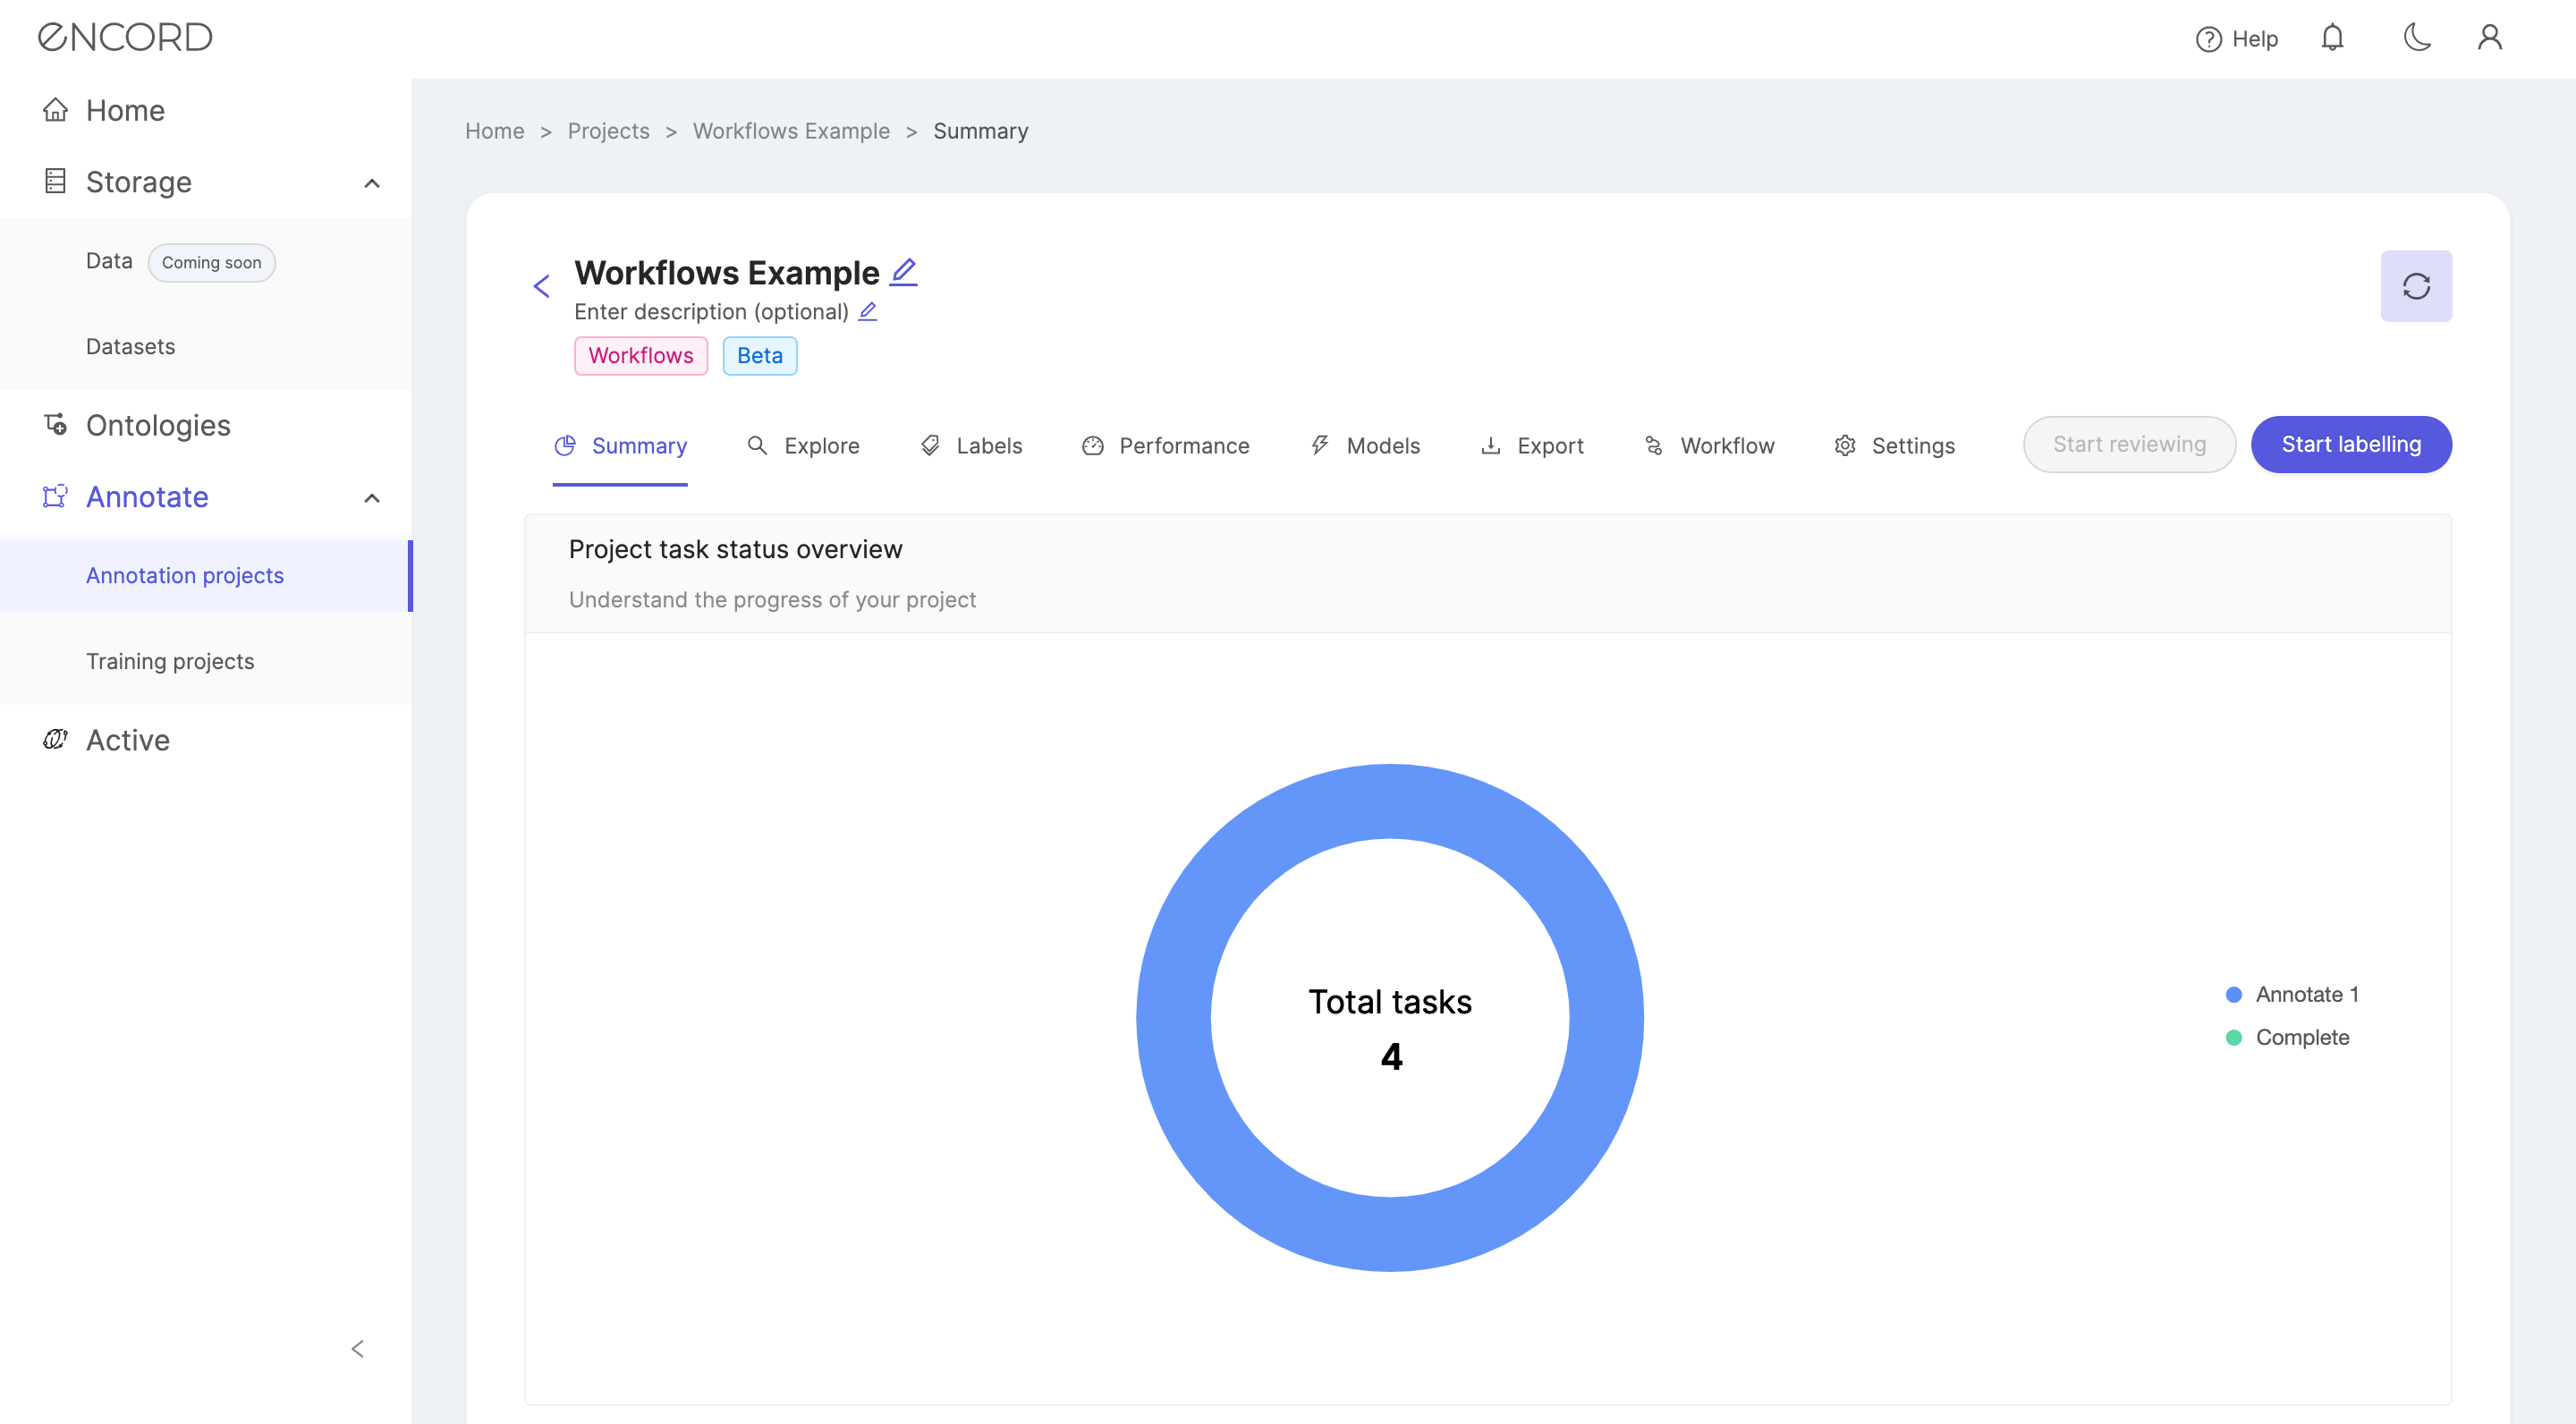 ENCORD
Help
Home
Storage
Data Coming soon
Datasets
Ontologies
Annotate
Annotation projects
Training projects
Active
Home > Projects > Workflows Example > Summary
Workflows Example
Enter description (optional)
Workflows Beta
Summary Explore Labels Performance Models Export Workflow Settings Start reviewing Start labelling
Project task status overview
Understand the progress of your project
Total tasks
4
Annotate 1
Complete